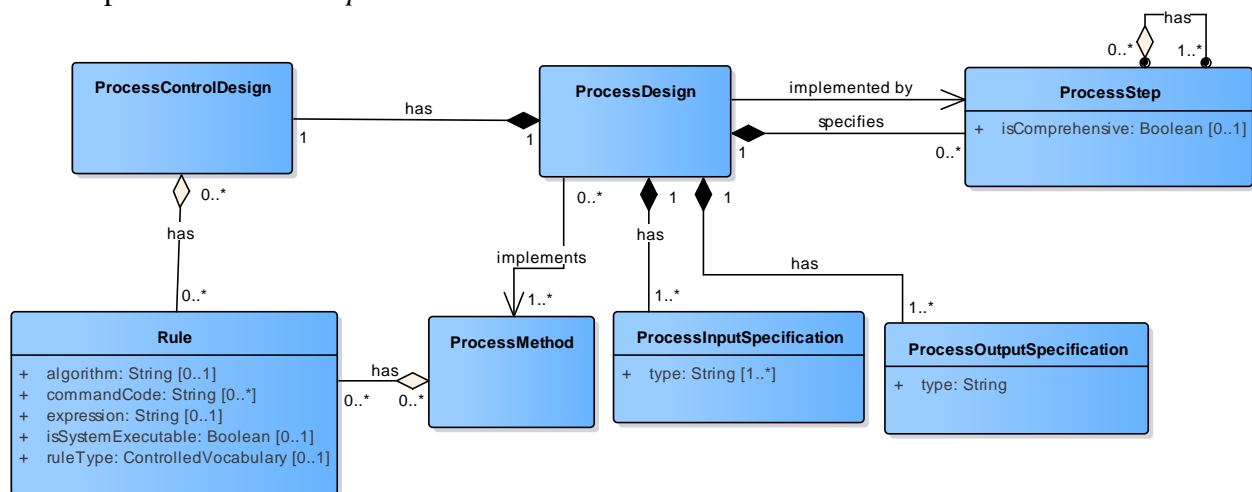 has
0..*
1..*
ProcessControlDesign
ProcessDesign
ProcessStep
+ isComprehensive: Boolean [0..1]
implemented by
has
1
1
specifies
1
0..*
0..*
has
0..*
0..*
implements
1..*
1
has
1..*
1
has
1..*
Rule
+ algorithm: String [0..1]
+ commandCode: String [0..*]
+ expression: String [0..1]
+ isSystemExecutable: Boolean [0..1]
+ ruleType: ControlledVocabulary [0..1]
has
0..*
0..*
ProcessMethod
ProcessInputSpecification
+ type: String [1..*]
ProcessOutputSpecification
+ type: String